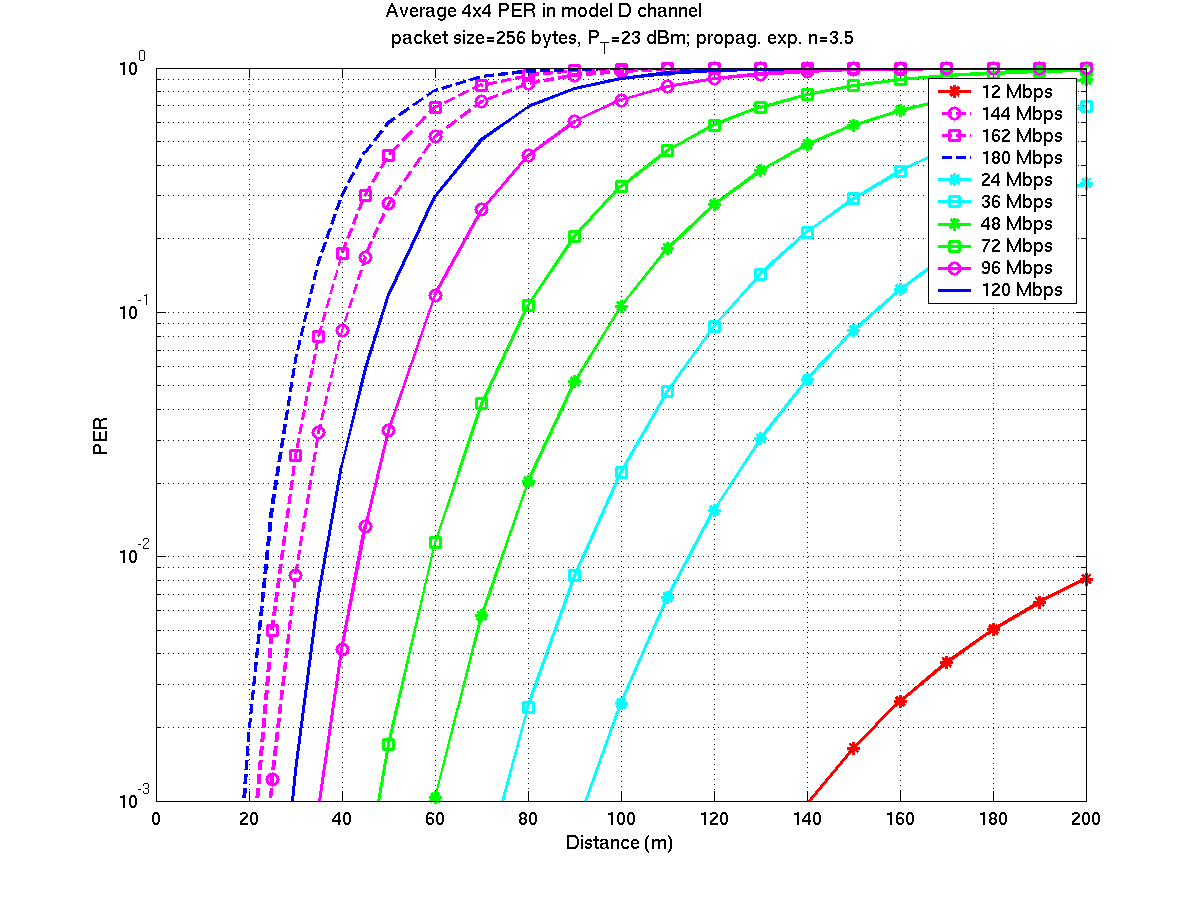 Average 4x4 PER in model D channel
packet size=256 bytes, P_T=23 dBm; propag. exp. n=3.5
10^0
10^-1
10^-2
10^-3
PER
12 Mbps
144 Mbps
162 Mbps
180 Mbps
24 Mbps
36 Mbps
48 Mbps
72 Mbps
96 Mbps
120 Mbps
0 20 40 60 80 100 120 140 160 180 200
Distance (m)